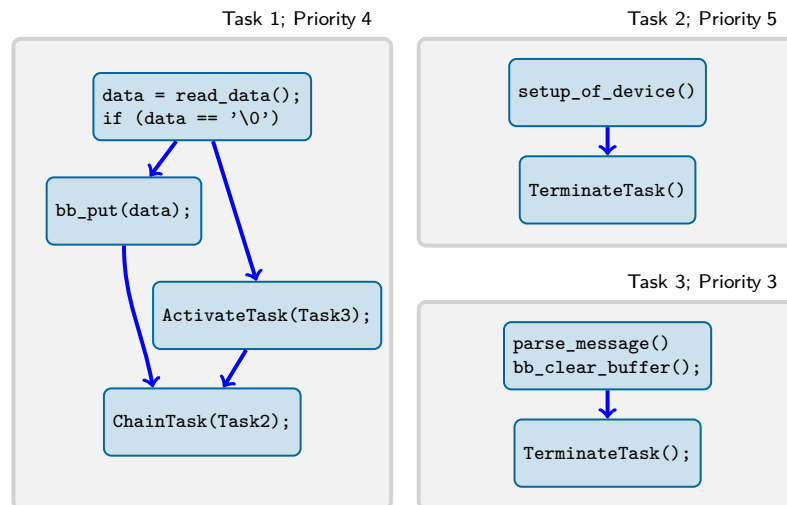 Task 1; Priority 4
data = read_data();
if (data == '\0')
bb_put(data);
ActivateTask(Task3);
ChainTask(Task2);
Task 2; Priority 5
setup_of_device()
TerminateTask()
Task 3; Priority 3
parse_message()
bb_clear_buffer();
TerminateTask();